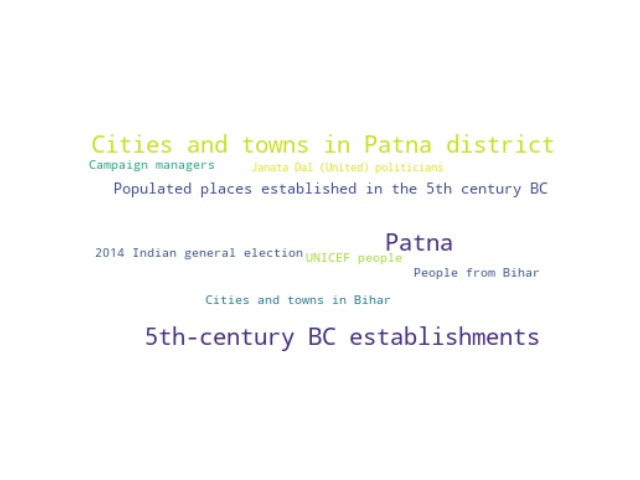 Cities and towns in Patna district
Campaign managers
Janata Dal (United) politicians
Populated places established in the 5th century BC
Patna
2014 Indian general election
UNICEF people
People from Bihar
Cities and towns in Bihar
5th-century BC establishments